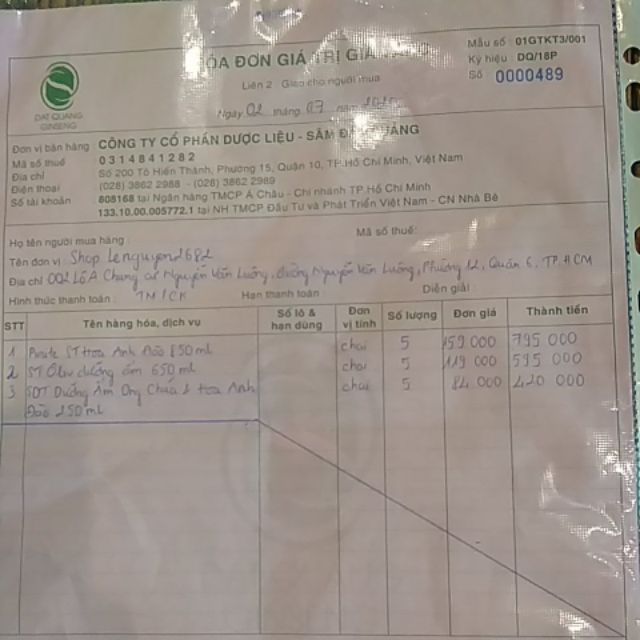 HÓA ĐƠN GIÁ TRỊ GIA
Liên 2 : Giao cho người mua
Ngày 02 tháng 07 năm
Mẫu số : 01GTKT3/001
Ký hiệu : DQ/18P
Số 0000489
DAT QUANG
GINSENG
Đơn vị bán hàng : CÔNG TY CỔ PHẦN DƯỢC LIỆU - SÂM ĐẠT QUANG
Mã số thuế : 0314841282
Địa chỉ : Số 200 Tô Hiến Thành, Phường 15, Quận 10, TP.Hồ Chí Minh, Việt Nam
Điện thoại : (028) 3862 2988 - (028) 3862 2989
Số tài khoản : 808168 tại Ngân hàng TMCP Á Châu - Chi nhánh TP.Hồ Chí Minh
133.10.00.005772.1 tại NH TMCP Đầu Tư và Phát Triển Việt Nam - CN Nhà Bè
Họ tên người mua hàng : Mã số thuế:
Tên đơn vị : Shop lenguyen2682
Địa chỉ 002 Lô A Chung cư Nguyễn Văn Luông, đường Nguyễn Văn Luông, Phường 12, Quận 6, TP.HCM
Hình thức thanh toán : TM/CK Hạn thanh toán : Diễn giải :
STT Tên hàng hóa, dịch vụ Số lô & hạn dùng Đơn vị tính Số lượng Đơn giá Thành tiền
1 ST Hoa Anh Đào 850ml chai 5 159 000 795 000
2 ST dưỡng ẩm 650ml chai 5 119 000 595 000
3 SDT Dưỡng Ẩm Ong Chúa & Hoa Anh chai 5 84 000 420 000
Đào 250ml